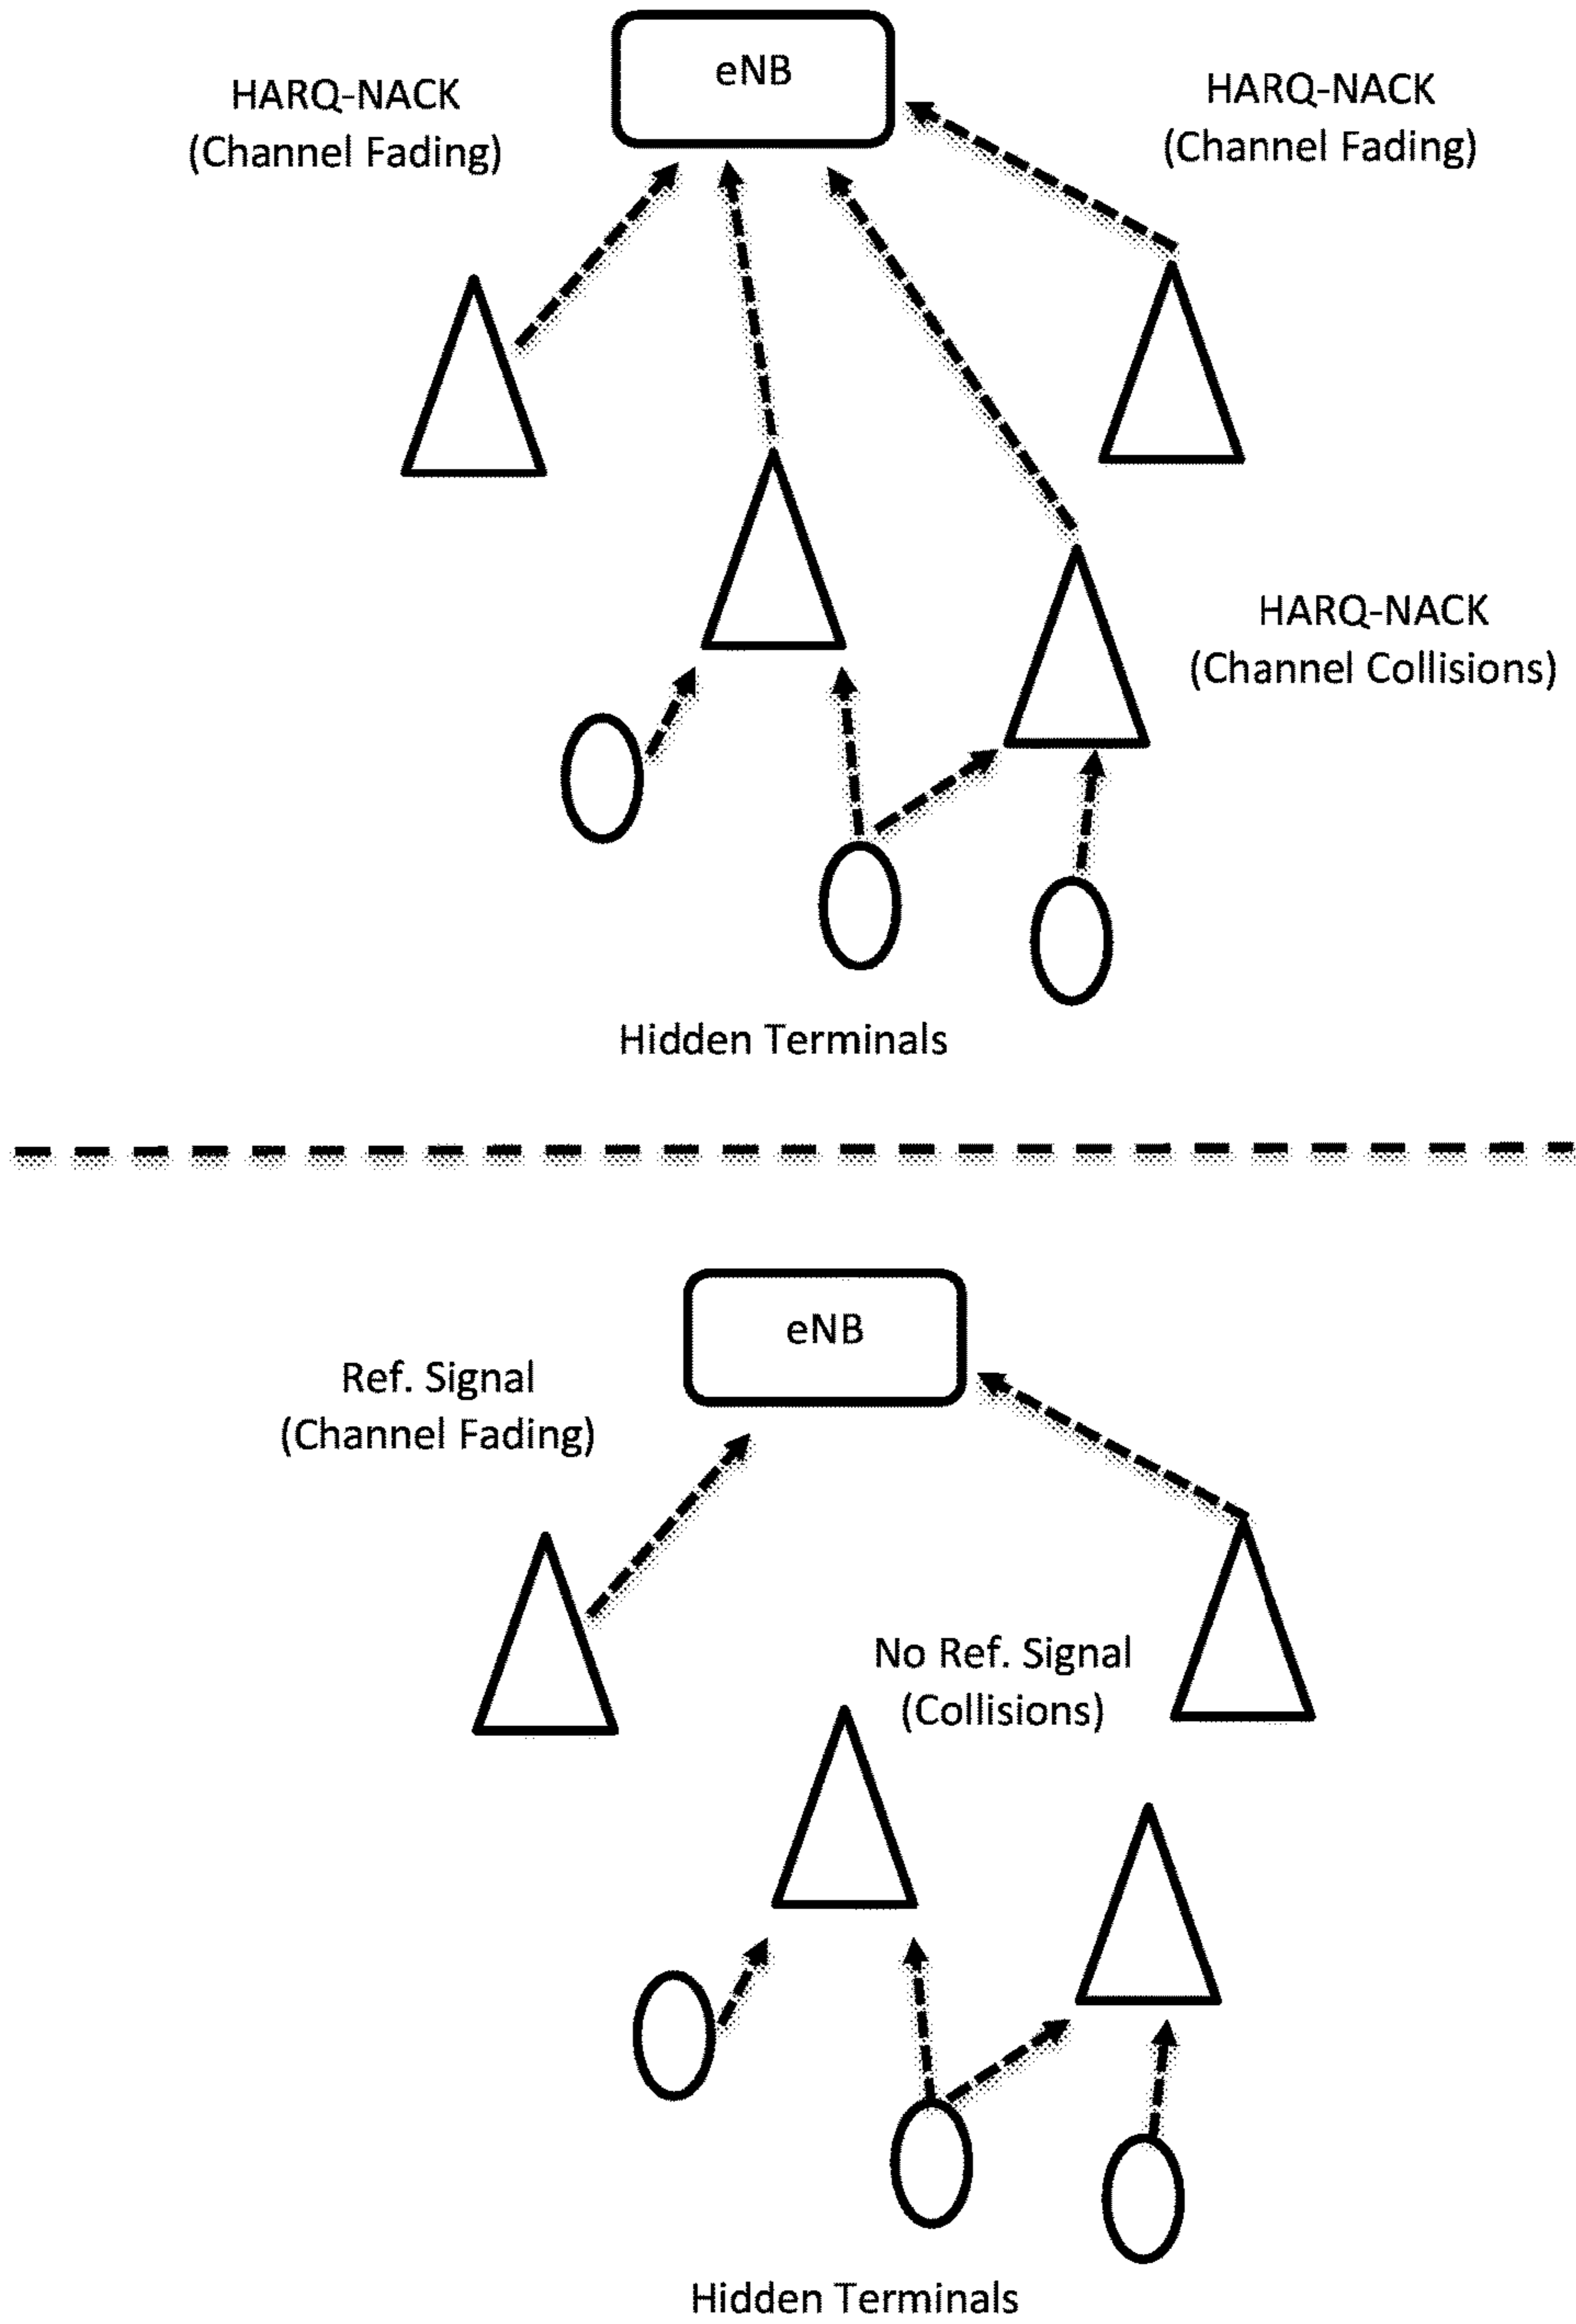 eNB
HARQ-NACK
(Channel Fading)
HARQ-NACK
(Channel Fading)
HARQ-NACK
(Channel Collisions)
Hidden Terminals
eNB
Ref. Signal
(Channel Fading)
No Ref. Signal
(Collisions)
Hidden Terminals